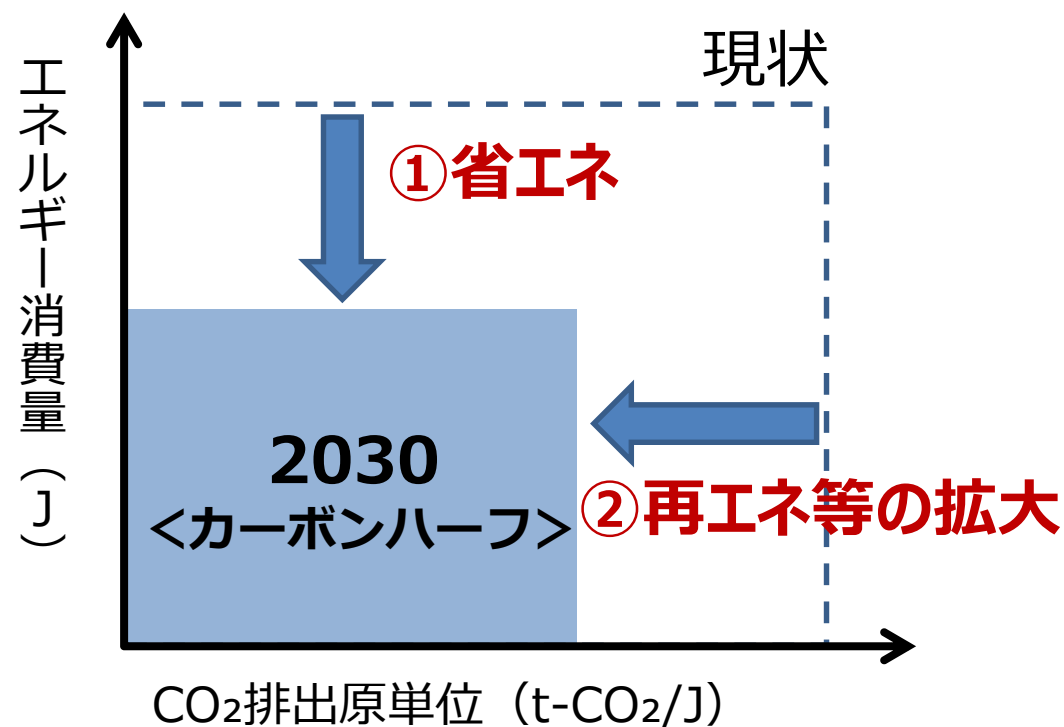 現状
エネルギー消費量（J）
①省エネ
2030
＜カーボンハーフ＞
②再エネ等の拡大
CO₂排出原単位（t-CO₂/J）